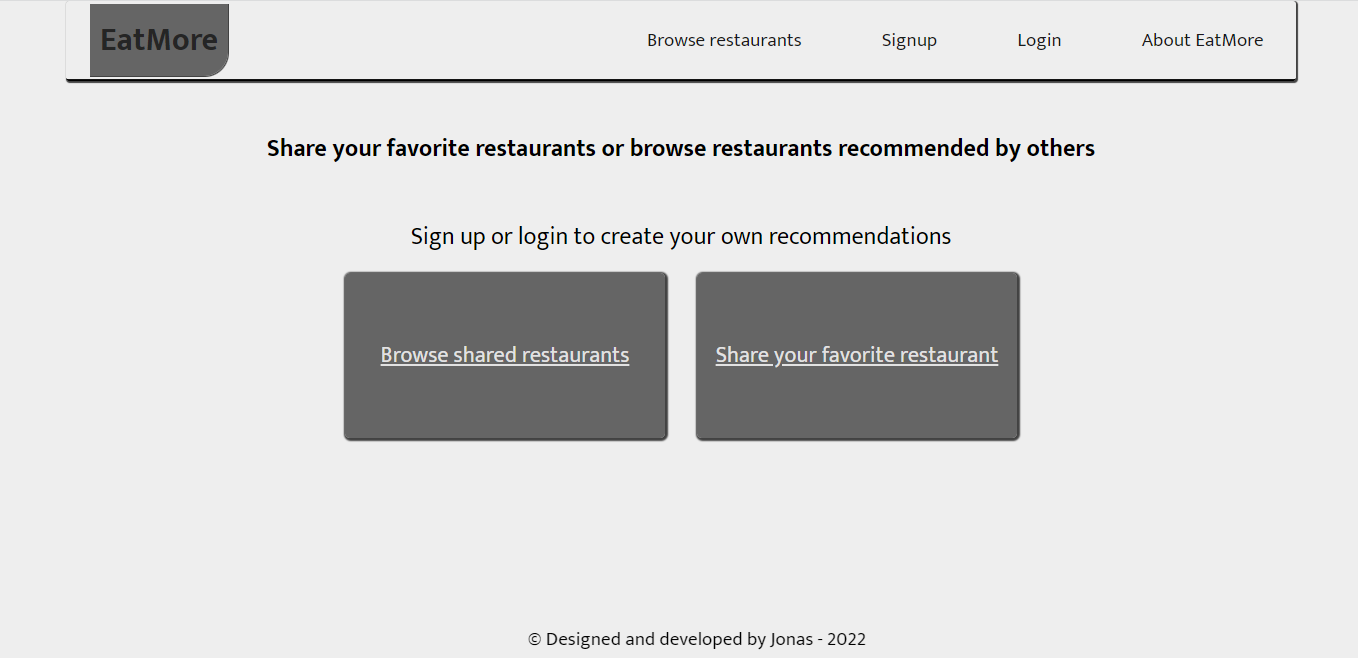 EatMore
Browse restaurants
Signup
Login
About EatMore
Share your favorite restaurants or browse restaurants recommended by others
Sign up or login to create your own recommendations
Browse shared restaurants
Share your favorite restaurant
© Designed and developed by Jonas - 2022